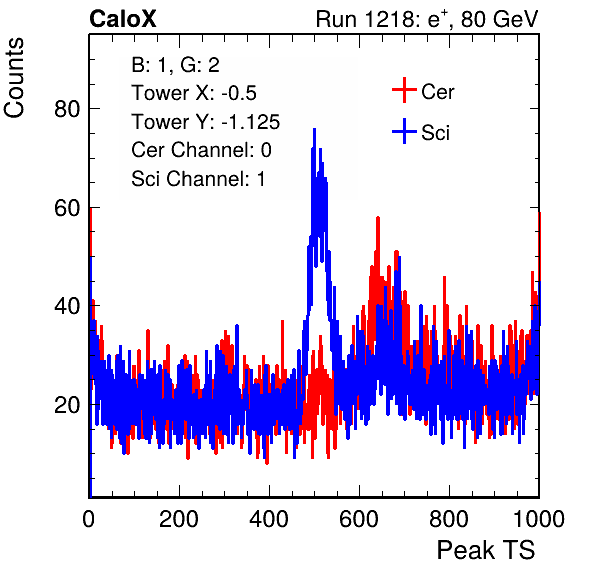 CaloX
Run 1218: e+, 80 GeV
Counts
B: 1, G: 2
Tower X: -0.5
Tower Y: -1.125
Cer Channel: 0
Sci Channel: 1
Cer
Sci
80
60
40
20
0
200
400
600
800
1000
Peak TS